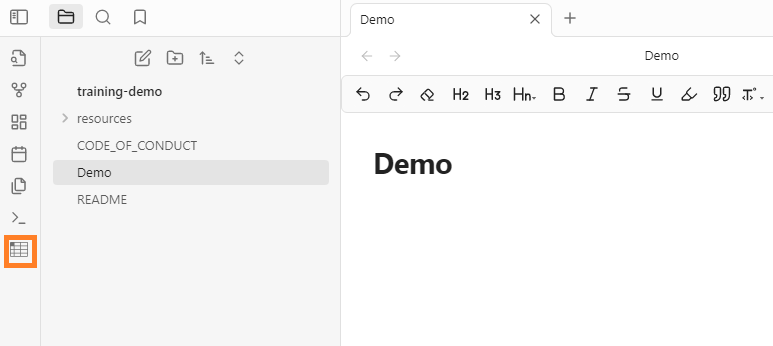 Demo
Demo
H2 H3 Hn B I S U T
training-demo
resources
CODE_OF_CONDUCT
Demo
README
Demo